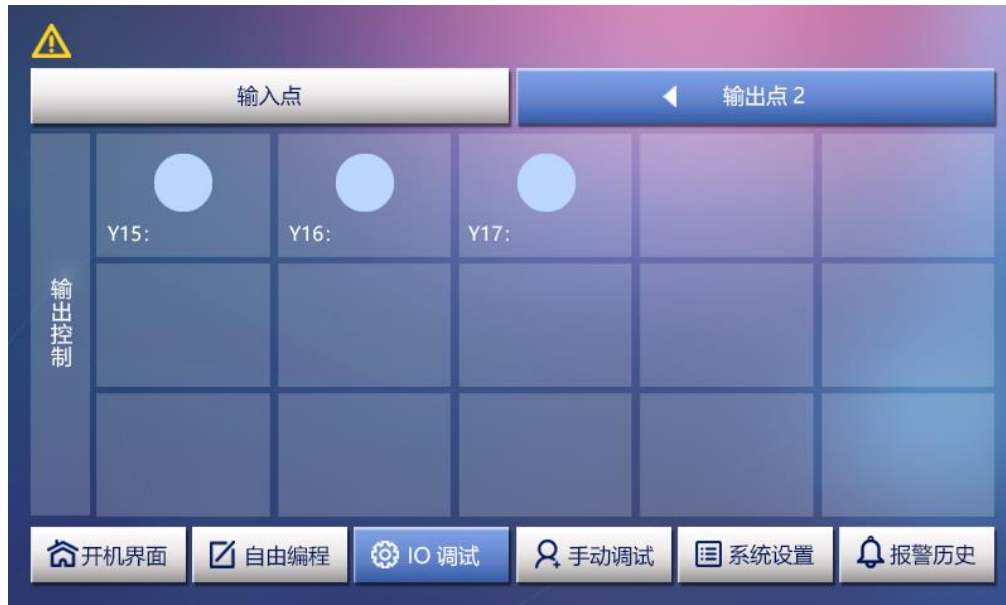 输入点
输出点 2
Y15:
Y16:
Y17:
输出控制
开机界面
自由编程
IO 调试
手动调试
系统设置
报警历史